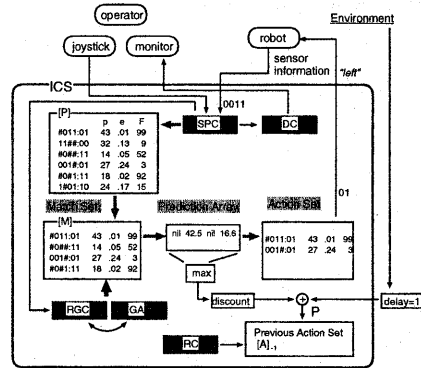 operator
Environment
joystick
monitor
robot
sensor
information
"left"
ICS
0011
[P]
p e F
#011:01 43 .01 99
11##:00 32 .13 9
#0##:11 14 .05 52
001#:01 27 .24 3
#0#1:11 18 .02 92
1#01:10 24 .17 15
SPC
DC
01
Match Set
Prediction Array
Action Set
[M]
#011:01 43 .01 99
#0##:11 14 .05 52
001#:01 27 .24 3
#0#1:11 18 .02 92
nil 42.5 nil 16.6
#011:01 43 .01 99
001#:01 27 .24 3
max
RGC
GA
discount
+
P
delay=1
RC
Previous Action Set
[A]-1